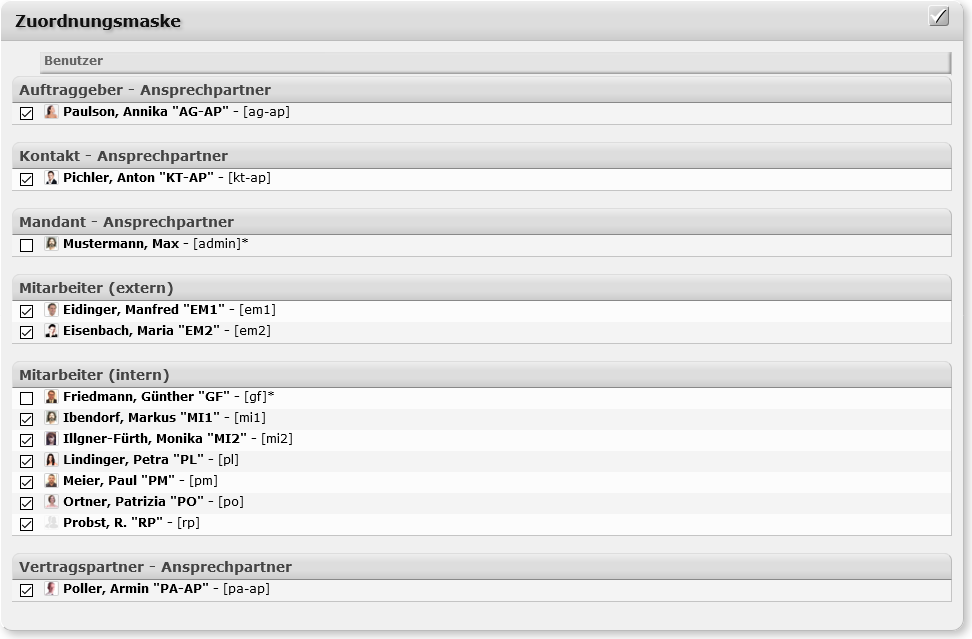 Zuordnungsmaske
Benutzer
Auftraggeber - Ansprechpartner
Paulson, Annika "AG-AP" - [ag-ap]
Kontakt - Ansprechpartner
Pichler, Anton "KT-AP" - [kt-ap]
Mandant - Ansprechpartner
Mustermann, Max - [admin]*
Mitarbeiter (extern)
Eidinger, Manfred "EM1" - [em1]
Eisenbach, Maria "EM2" - [em2]
Mitarbeiter (intern)
Friedmann, Günther "GF" - [gf]*
Ibendorf, Markus "MI1" - [mi1]
Illgner-Fürth, Monika "MI2" - [mi2]
Lindinger, Petra "PL" - [pl]
Meier, Paul "PM" - [pm]
Ortner, Patrizia "PO" - [po]
Probst, R. "RP" - [rp]
Vertragspartner - Ansprechpartner
Poller, Armin "PA-AP" - [pa-ap]